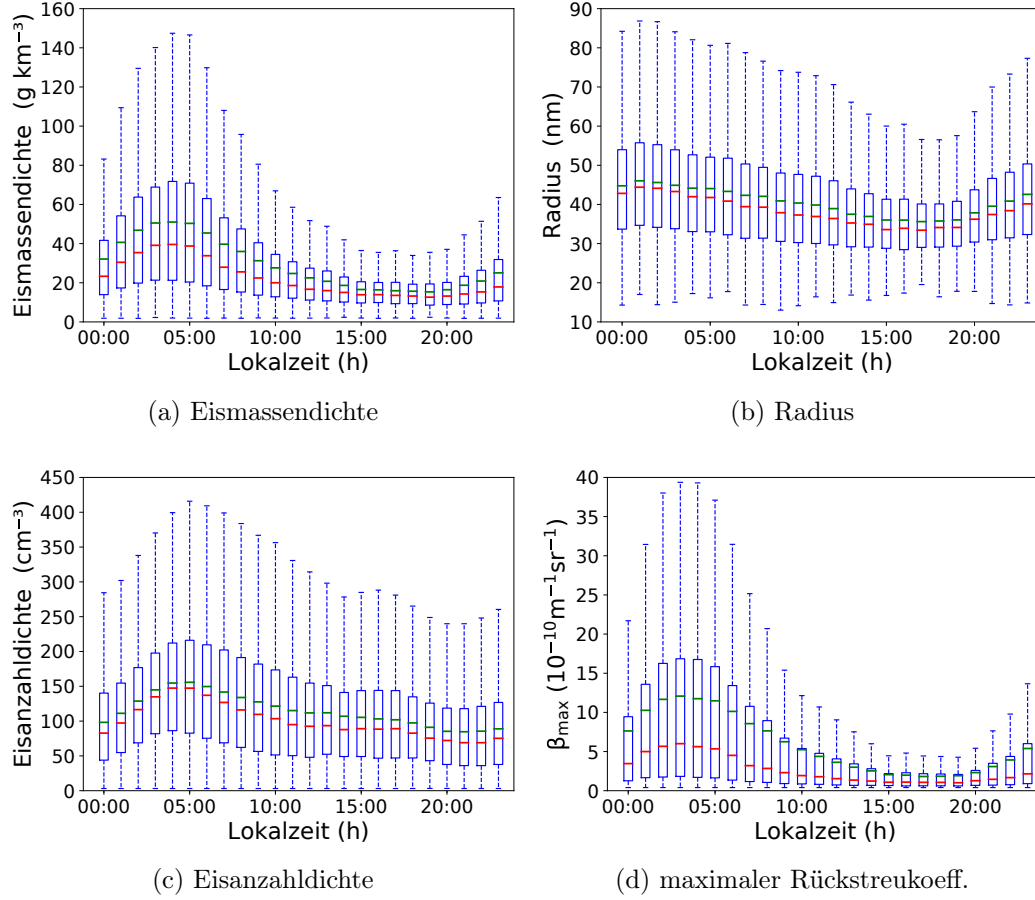 160
140
120
100
80
60
40
20
0
Eismassendichte (g km⁻³)
00:00 05:00 10:00 15:00 20:00
Lokalzeit (h)
(a) Eismassendichte
90
80
70
60
50
40
30
20
10
Radius (nm)
00:00 05:00 10:00 15:00 20:00
Lokalzeit (h)
(b) Radius
450
400
350
300
250
200
150
100
50
0
Eisanzahldichte (cm⁻³)
00:00 05:00 10:00 15:00 20:00
Lokalzeit (h)
(c) Eisanzahldichte
40
35
30
25
20
15
10
5
0
βmax (10⁻¹⁰m⁻¹sr⁻¹)
00:00 05:00 10:00 15:00 20:00
Lokalzeit (h)
(d) maximaler Rückstreukoeff.